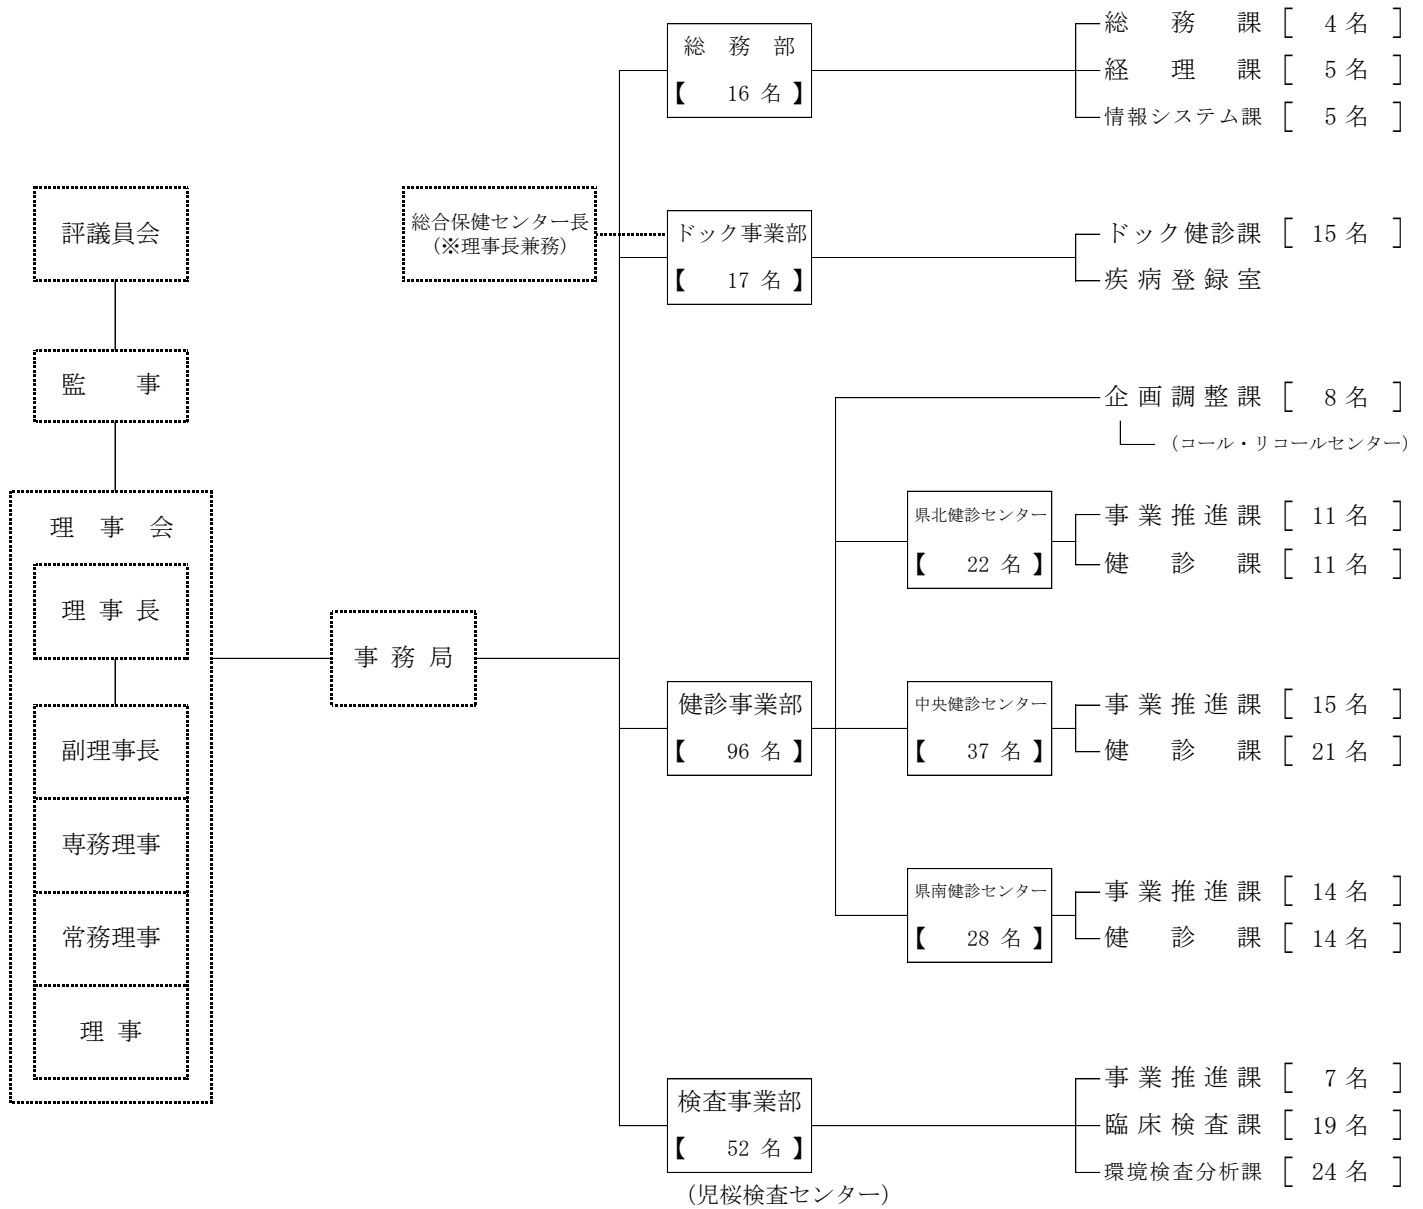 評議員会
監　　事
理　事　会
理 事 長
副理事長
専務理事
常務理事
理 事
事 務 局
総合保健センター長
(※理事長兼務)
総　務　部
【　　16 名 】
総　務　課 [　4 名　]
経　理　課 [　5 名　]
情報システム課 [　5 名　]
ドック事業部
【　　17 名 】
ドック健診課 [　15 名　]
疾 病 登 録 室
健診事業部
【　　96 名 】
企 画 調 整 課 [　8 名　]
(コール・リコールセンター)
県北健診センター
【　　22 名 】
事 業 推 進 課 [　11 名　]
健　診　課 [　11 名　]
中央健診センター
【　　37 名 】
事 業 推 進 課 [　15 名　]
健　診　課 [　21 名　]
県南健診センター
【　　28 名 】
事 業 推 進 課 [　14 名　]
健　診　課 [　14 名　]
検査事業部
【　　52 名 】
(児桜検査センター)
事 業 推 進 課 [　7 名　]
臨 床 検 査 課 [　19 名　]
環境検査分析課 [　24 名　]